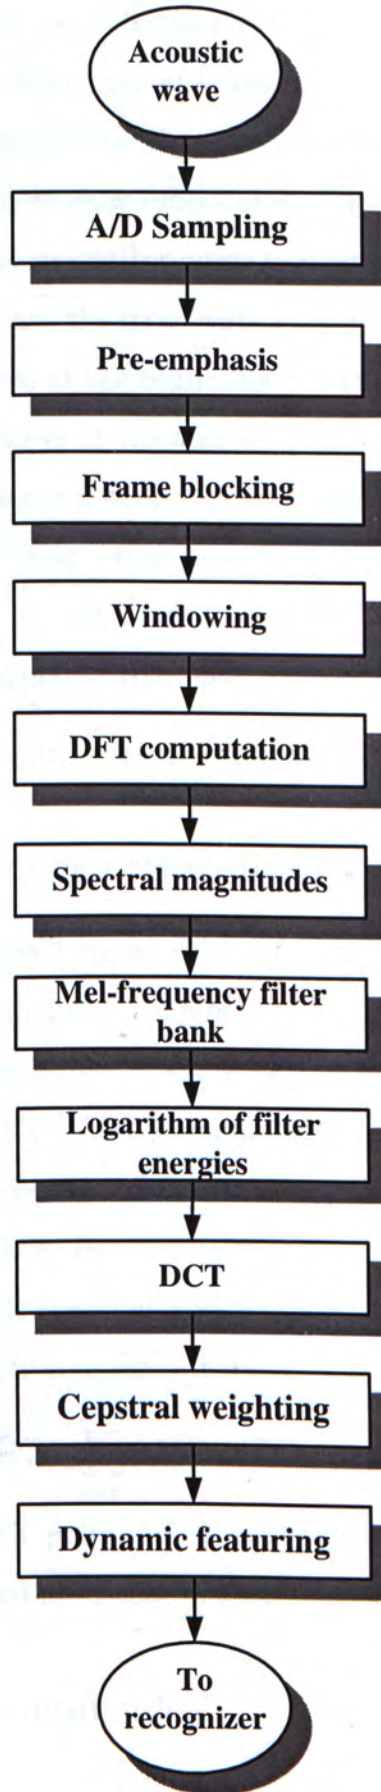 Acoustic
wave
A/D Sampling
Pre-emphasis
Frame blocking
Windowing
DFT computation
Spectral magnitudes
Mel-frequency filter
bank
Logarithm of filter
energies
DCT
Cepstral weighting
Dynamic featuring
To
recognizer